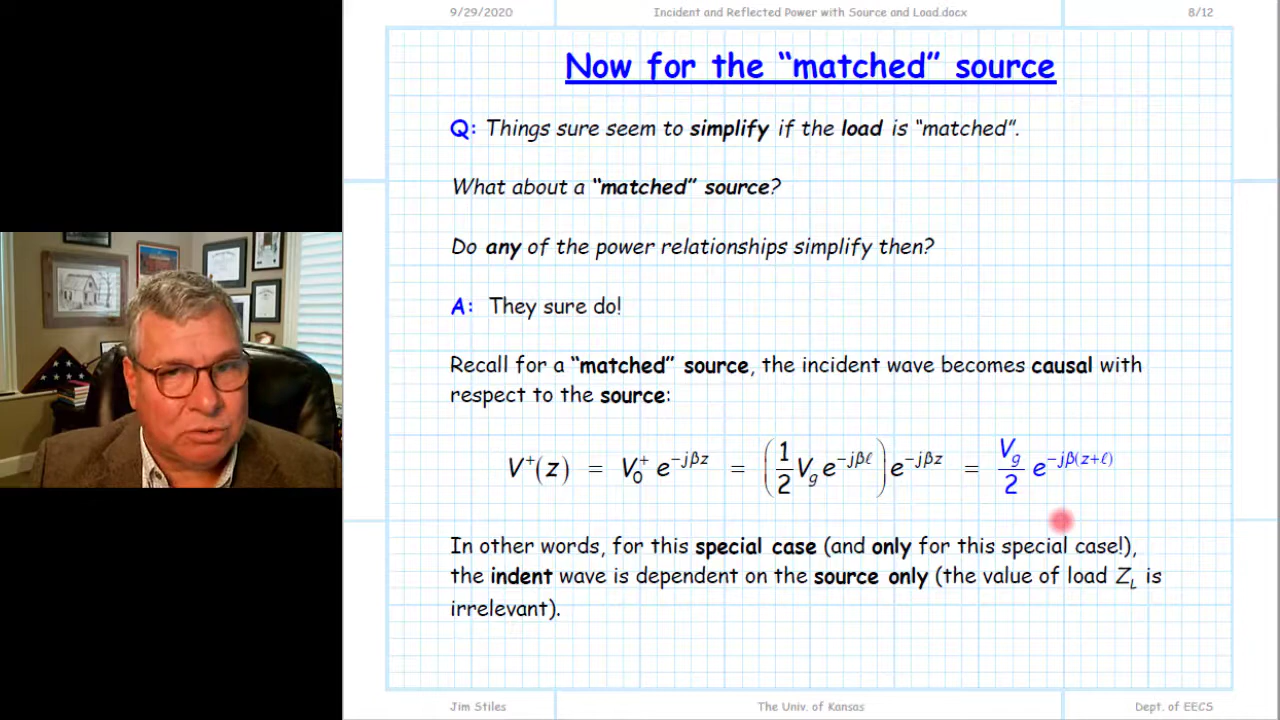 9/29/2020 Incident and Reflected Power with Source and Load.docx 8/12
Now for the “matched” source
Q: Things sure seem to simplify if the load is “matched”.
What about a “matched” source?
Do any of the power relationships simplify then?
A: They sure do!
Recall for a “matched” source, the incident wave becomes causal with
respect to the source:
V⁺(z) = V₀⁺ e^{-jβz} = (1/2 V_g e^{-jβℓ}) e^{-jβz} = V_g/2 e^{-jβ(z+ℓ)}
In other words, for this special case (and only for this special case!),
the indent wave is dependent on the source only (the value of load Z_L is
irrelevant).
Jim Stiles The Univ. of Kansas Dept. of EECS